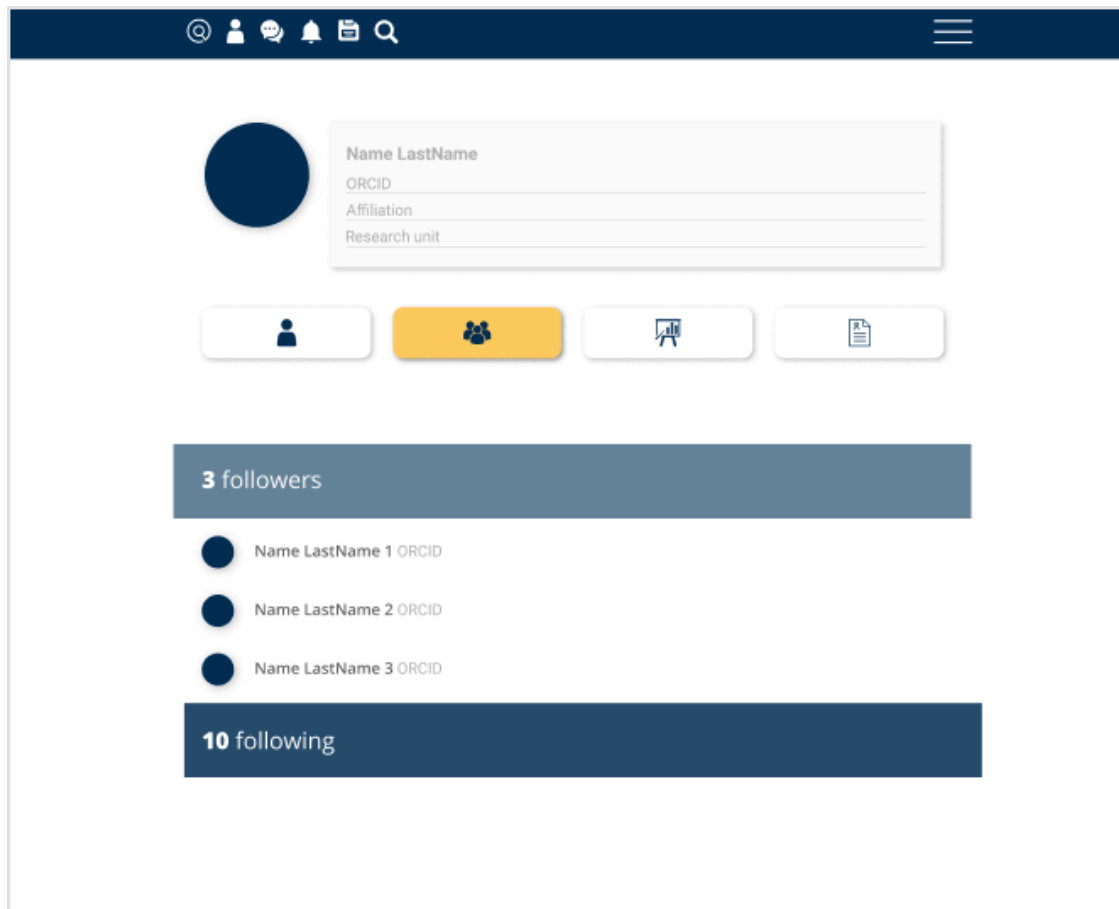 Name LastName
ORCID
Affiliation
Research unit
3 followers
Name LastName 1 ORCID
Name LastName 2 ORCID
Name LastName 3 ORCID
10 following